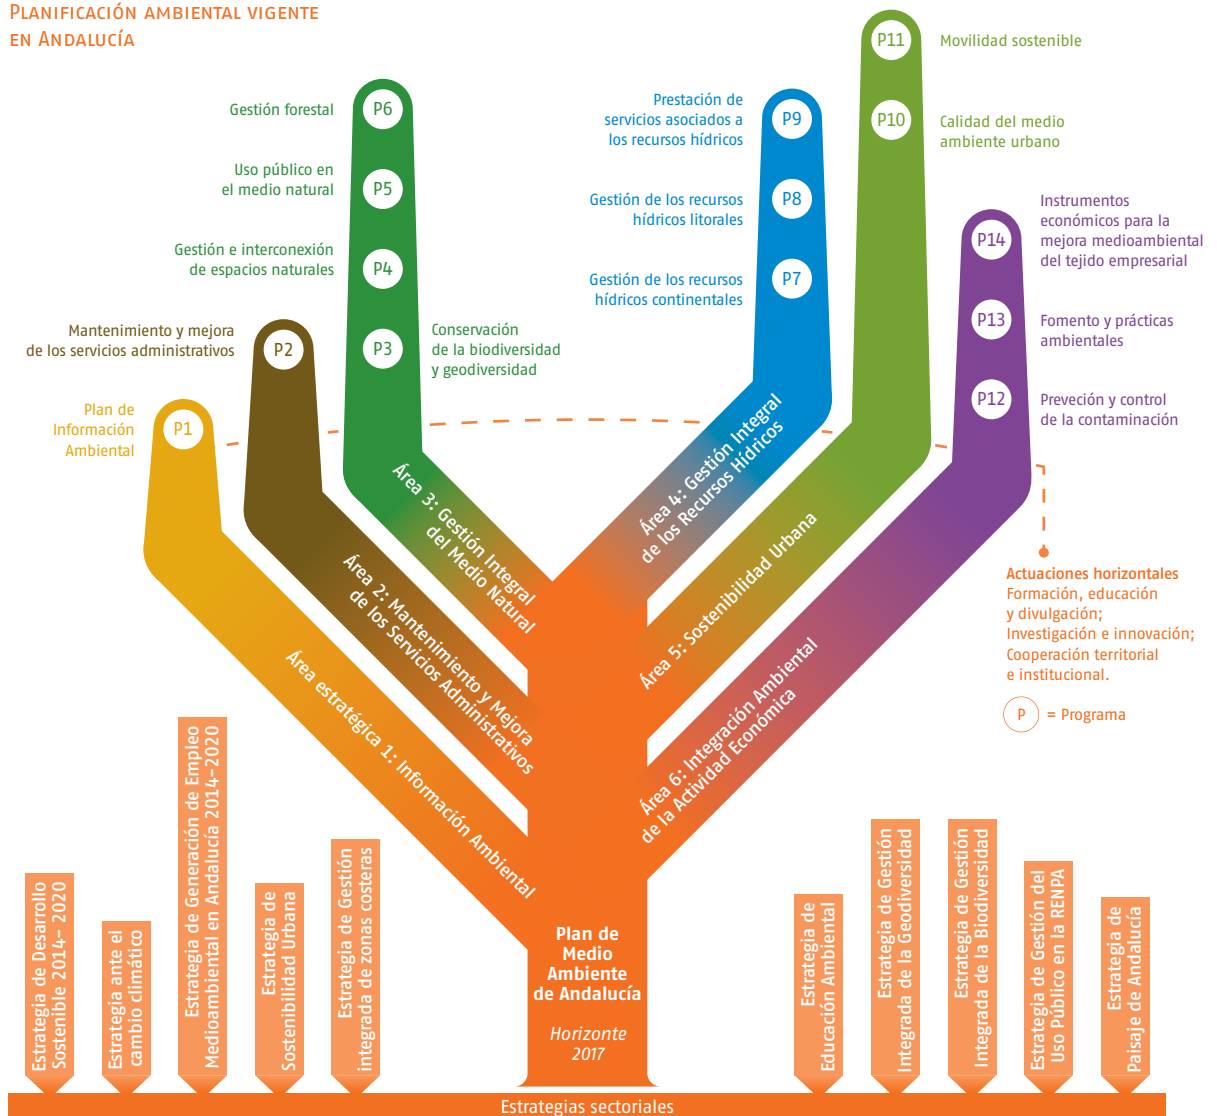 PLANIFICACIÓN AMBIENTAL VIGENTE
EN ANDALUCÍA
P11
Movilidad sostenible
P10
Calidad del medio
ambiente urbano
Gestión forestal
P6
Uso público en
el medio natural
P5
Gestión e interconexión
de espacios naturales
P4
P3
Conservación
de la biodiversidad
y geodiversidad
Prestación de
servicios asociados a
los recursos hídricos
P9
Gestión de los recursos
hídricos litorales
P8
Gestión de los recursos
hídricos continentales
P7
P14
Instrumentos
económicos para la
mejora medioambiental
del tejido empresarial
P13
Fomento y prácticas
ambientales
P12
Preveción y control
de la contaminación
Mantenimiento y mejora
de los servicios administrativos
P2
Plan de
Información
Ambiental
P1
Área estratégica 1: Información Ambiental
Área 2: Mantenimiento y Mejora
de los Servicios Administrativos
Área 3: Gestión Integral
del Medio Natural
Área 4: Gestión Integral
de los Recursos Hídricos
Área 5: Sostenibilidad Urbana
Área 6: Integración Ambiental
de la Actividad Económica
Actuaciones horizontales
Formación, educación
y divulgación;
Investigación e innovación;
Cooperación territorial
e institucional.
P
= Programa
Estrategia de Desarrollo
Sostenible 2014- 2020
Estrategia ante el
cambio climático
Estrategia de Generación de Empleo
Medioambiental en Andalucía 2014-2020
Estrategia de
Sostenibilidad Urbana
Estrategia de Gestión
integrada de zonas costeras
Plan de
Medio
Ambiente
de Andalucía
Horizonte
2017
Estrategia de
Educación Ambiental
Estrategia de Gestión
Integrada de la Geodiversidad
Estrategia de Gestión
Integrada de la Biodiversidad
Estrategia de Gestión del
Uso Público en la RENPA
Estrategia de
Paisaje de Andalucía
Estrategias sectoriales